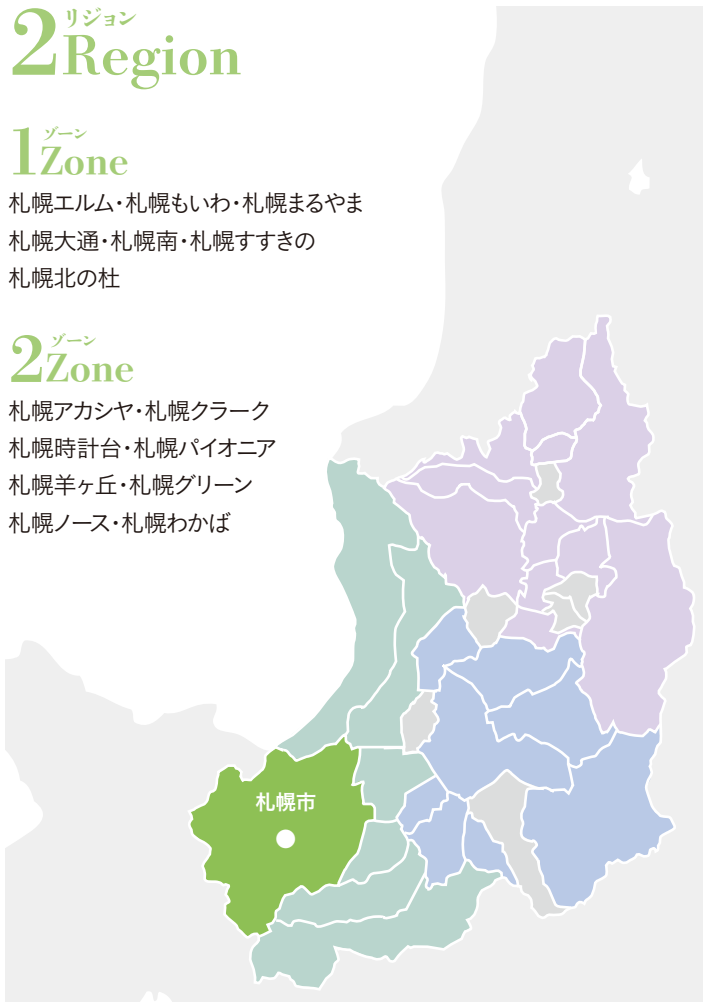 リジョン
2Region
ゾーン
1Zone
札幌エルム・札幌もいわ・札幌まるやま
札幌大通・札幌南・札幌すすきの
札幌北の杜
ゾーン
2Zone
札幌アカシヤ・札幌クラーク
札幌時計台・札幌パイオニア
札幌羊ヶ丘・札幌グリーン
札幌ノース・札幌わかば
札幌市